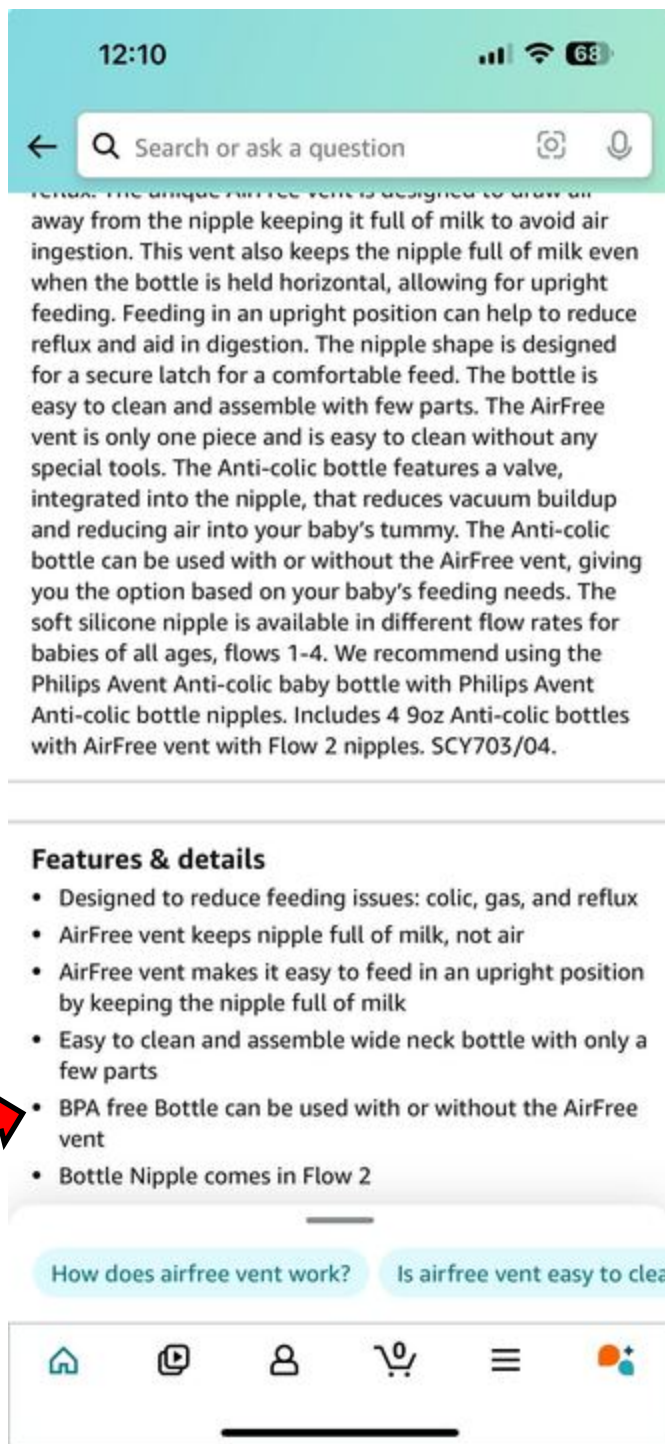 12:10
68
Search or ask a question
reflux. The unique AirFree vent is designed to draw air
away from the nipple keeping it full of milk to avoid air
ingestion. This vent also keeps the nipple full of milk even
when the bottle is held horizontal, allowing for upright
feeding. Feeding in an upright position can help to reduce
reflux and aid in digestion. The nipple shape is designed
for a secure latch for a comfortable feed. The bottle is
easy to clean and assemble with few parts. The AirFree
vent is only one piece and is easy to clean without any
special tools. The Anti-colic bottle features a valve,
integrated into the nipple, that reduces vacuum buildup
and reducing air into your baby's tummy. The Anti-colic
bottle can be used with or without the AirFree vent, giving
you the option based on your baby's feeding needs. The
soft silicone nipple is available in different flow rates for
babies of all ages, flows 1-4. We recommend using the
Philips Avent Anti-colic baby bottle with Philips Avent
Anti-colic bottle nipples. Includes 4 9oz Anti-colic bottles
with AirFree vent with Flow 2 nipples. SCY703/04.
Features & details
• Designed to reduce feeding issues: colic, gas, and reflux
• AirFree vent keeps nipple full of milk, not air
• AirFree vent makes it easy to feed in an upright position
by keeping the nipple full of milk
• Easy to clean and assemble wide neck bottle with only a
few parts
• BPA free Bottle can be used with or without the AirFree
vent
• Bottle Nipple comes in Flow 2
How does airfree vent work?
Is airfree vent easy to clea
0